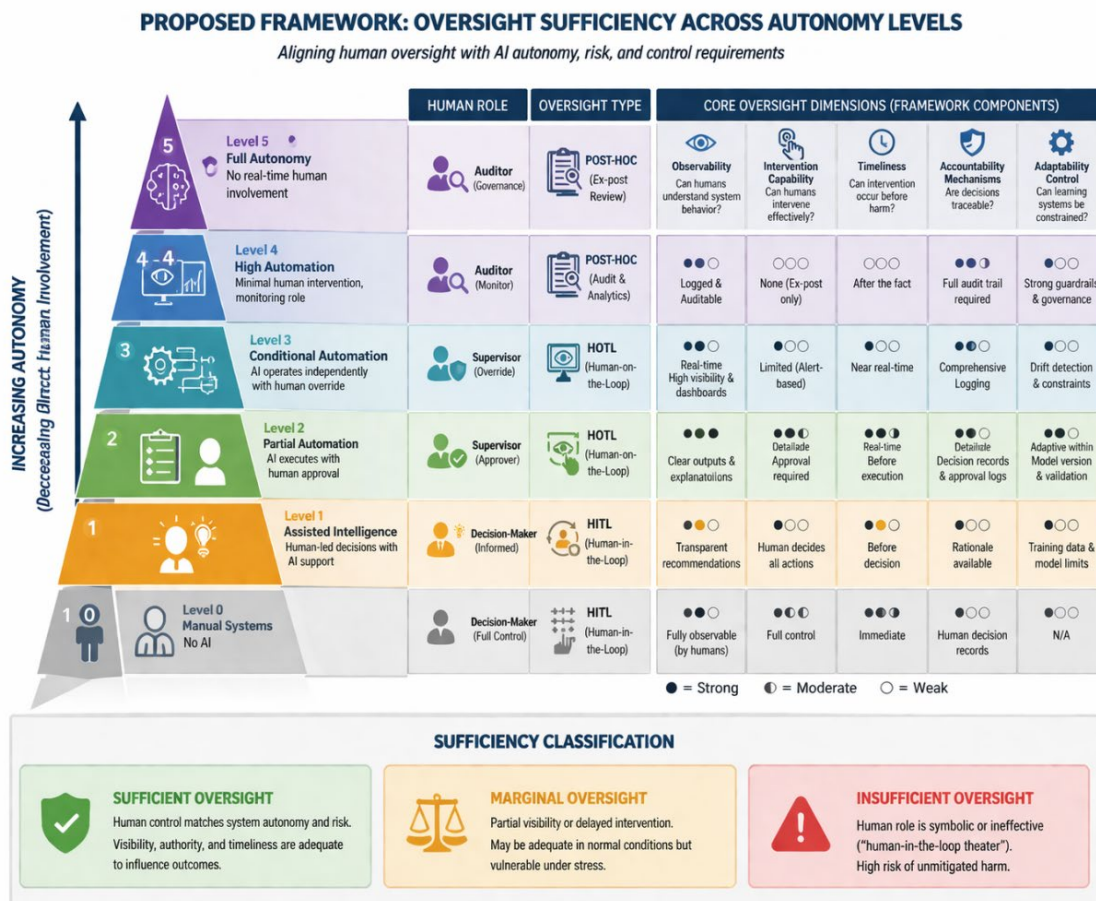 PROPOSED FRAMEWORK: OVERSIGHT SUFFICIENCY ACROSS AUTONOMY LEVELS
Aligning human oversight with AI autonomy, risk, and control requirements
INCREASING AUTONOMY
Involvement)
HUMAN ROLE
OVERSIGHT TYPE
CORE OVERSIGHT DIMENSIONS (FRAMEWORK COMPONENTS)
5
Level 5
Full Autonomy
No real-time human
involvement
Auditor
(Governance)
POST-HOC
(Ex-post
Review)
Observability
Can humans
understand system
behavior?
Intervention
Capability
Can humans
intervene
effectively?
Timeliness
Can intervention
occur before
harm?
Accountability
Mechanisms
Are decisions
traceable?
Adaptability
Control
Can learning
systems be
constrained?
4-4
Level 4
High Automation
Minimal human intervention,
monitoring role
Auditor
(Monitor)
POST-HOC
(Audit &
Analytics)
Logged &
Auditable
None (Ex-post
only)
After the fact
Full audit trail
required
Strong guardrails
& governance
3
Level 3
Conditional Automation
AI operates independently
with human override
Supervisor
(Override)
HOTL
(Human-on-
the-Loop)
Real-time
High visibility &
dashboards
Limited (Alert-
based)
Near real-time
Comprehensive
Logging
Drift detection
& constraints
2
Level 2
Partial Automation
AI executes with
human approval
Supervisor
(Approver)
HOTL
(Human-on-
the-Loop)
Clear outputs &
Approval
required
Real-time
Before
execution
Decision records
& approval logs
Adaptive within
Model version
& vaildation
1
Level 1
Assisted Intelligence
Human-led decisions with
AI support
Decision-Maker
(Informed)
HITL
(Human-in-
the-Loop)
Transparent
recommendations
Human decides
all actions
Before
decision
Rationale
available
Training data &
model limits
1 0
Level 0
Manual Systems
No AI
Decision-Maker
(Full Control)
HITL
(Human-in-
the-Loop)
Fully observable
(by humans)
Full control
Immediate
Human decision
records
N/A
= Strong
= Moderate
= Weak
SUFFICIENCY CLASSIFICATION
SUFFICIENT OVERSIGHT
Human control matches system autonomy and risk.
Visibility, authority, and timeliness are adequate
to influence outcomes.
MARGINAL OVERSIGHT
Partial visibility or delayed intervention.
May be adequate in normal conditions but
vulnerable under stress.
INSUFFICIENT OVERSIGHT
Human role is symbolic or ineffective
("human-in-the-loop theater").
High risk of unmitigated harm.